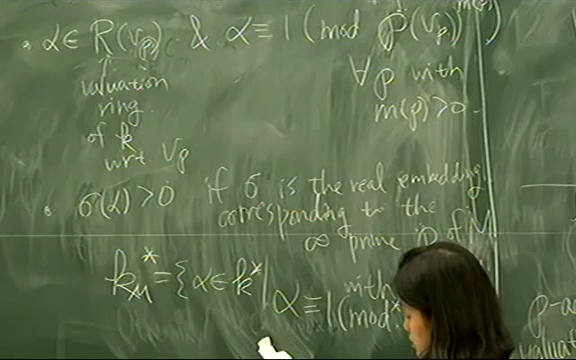 α ∈ R(V_p) & α ≡ 1 (mod p̂(V_p)^{m(p)})
valuation ring of k wrt V_p
∀ p with m(p) > 0
σ(α) > 0 if σ is the real embedding
corresponding to the
∞ prime p of M
k_M^* = { α ∈ k^* | α ≡ 1 (mod^*
with